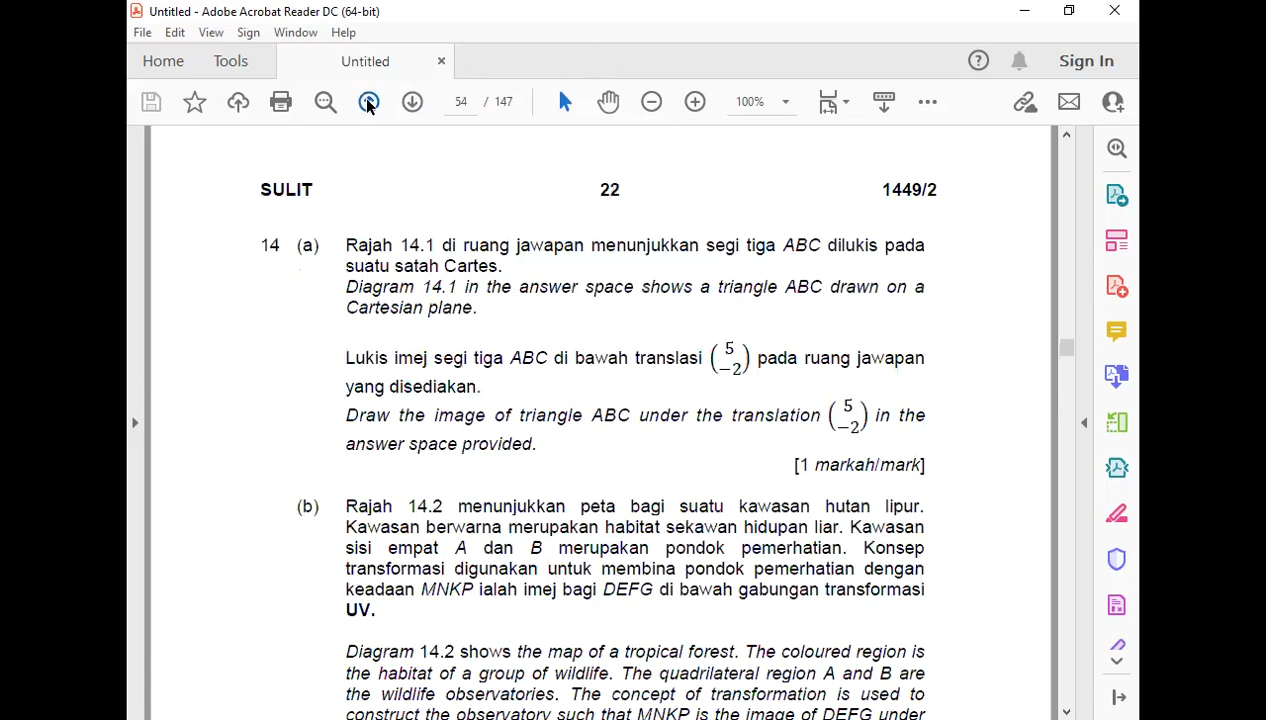 Untitled - Adobe Acrobat Reader DC (64-bit)
File Edit View Sign Window Help
Home Tools Untitled × ? Sign In
54 / 147 100%
SULIT 22 1449/2
14 (a) Rajah 14.1 di ruang jawapan menunjukkan segi tiga ABC dilukis pada
suatu satah Cartes.
Diagram 14.1 in the answer space shows a triangle ABC drawn on a
Cartesian plane.
Lukis imej segi tiga ABC di bawah translasi (5 −2) pada ruang jawapan
yang disediakan.
Draw the image of triangle ABC under the translation (5 −2) in the
answer space provided.
[1 markah/mark]
(b) Rajah 14.2 menunjukkan peta bagi suatu kawasan hutan lipur.
Kawasan berwarna merupakan habitat sekawan hidupan liar. Kawasan
sisi empat A dan B merupakan pondok pemerhatian. Konsep
transformasi digunakan untuk membina pondok pemerhatian dengan
keadaan MNKP ialah imej bagi DEFG di bawah gabungan transformasi
UV.
Diagram 14.2 shows the map of a tropical forest. The coloured region is
the habitat of a group of wildlife. The quadrilateral region A and B are
the wildlife observatories. The concept of transformation is used to
construct the observatory such that MNKP is the image of DEFG under